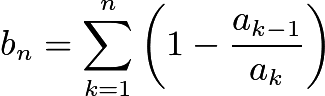 b_n = \sum_{k=1}^{n} \left( 1 - \frac{a_{k-1}}{a_k} \right)